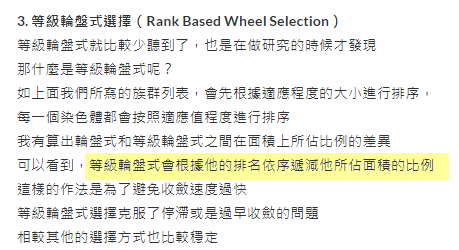 3. 等級輪盤式選擇（Rank Based Wheel Selection）
等級輪盤式就比較少聽到了，也是在做研究的時候才發現
那什麼是等級輪盤式呢？
如上面我們所寫的族群列表，會先根據適應程度的大小進行排序，
每一個染色體都會按照適應值程度進行排序
我有算出輪盤式和等級輪盤式之間在面積上所佔比例的差異
可以看到，等級輪盤式會根據他的排名依序遞減他所佔面積的比例
這樣的作法是為了避免收斂速度過快
等級輪盤式選擇克服了停滯或是過早收斂的問題
相較其他的選擇方式也比較穩定